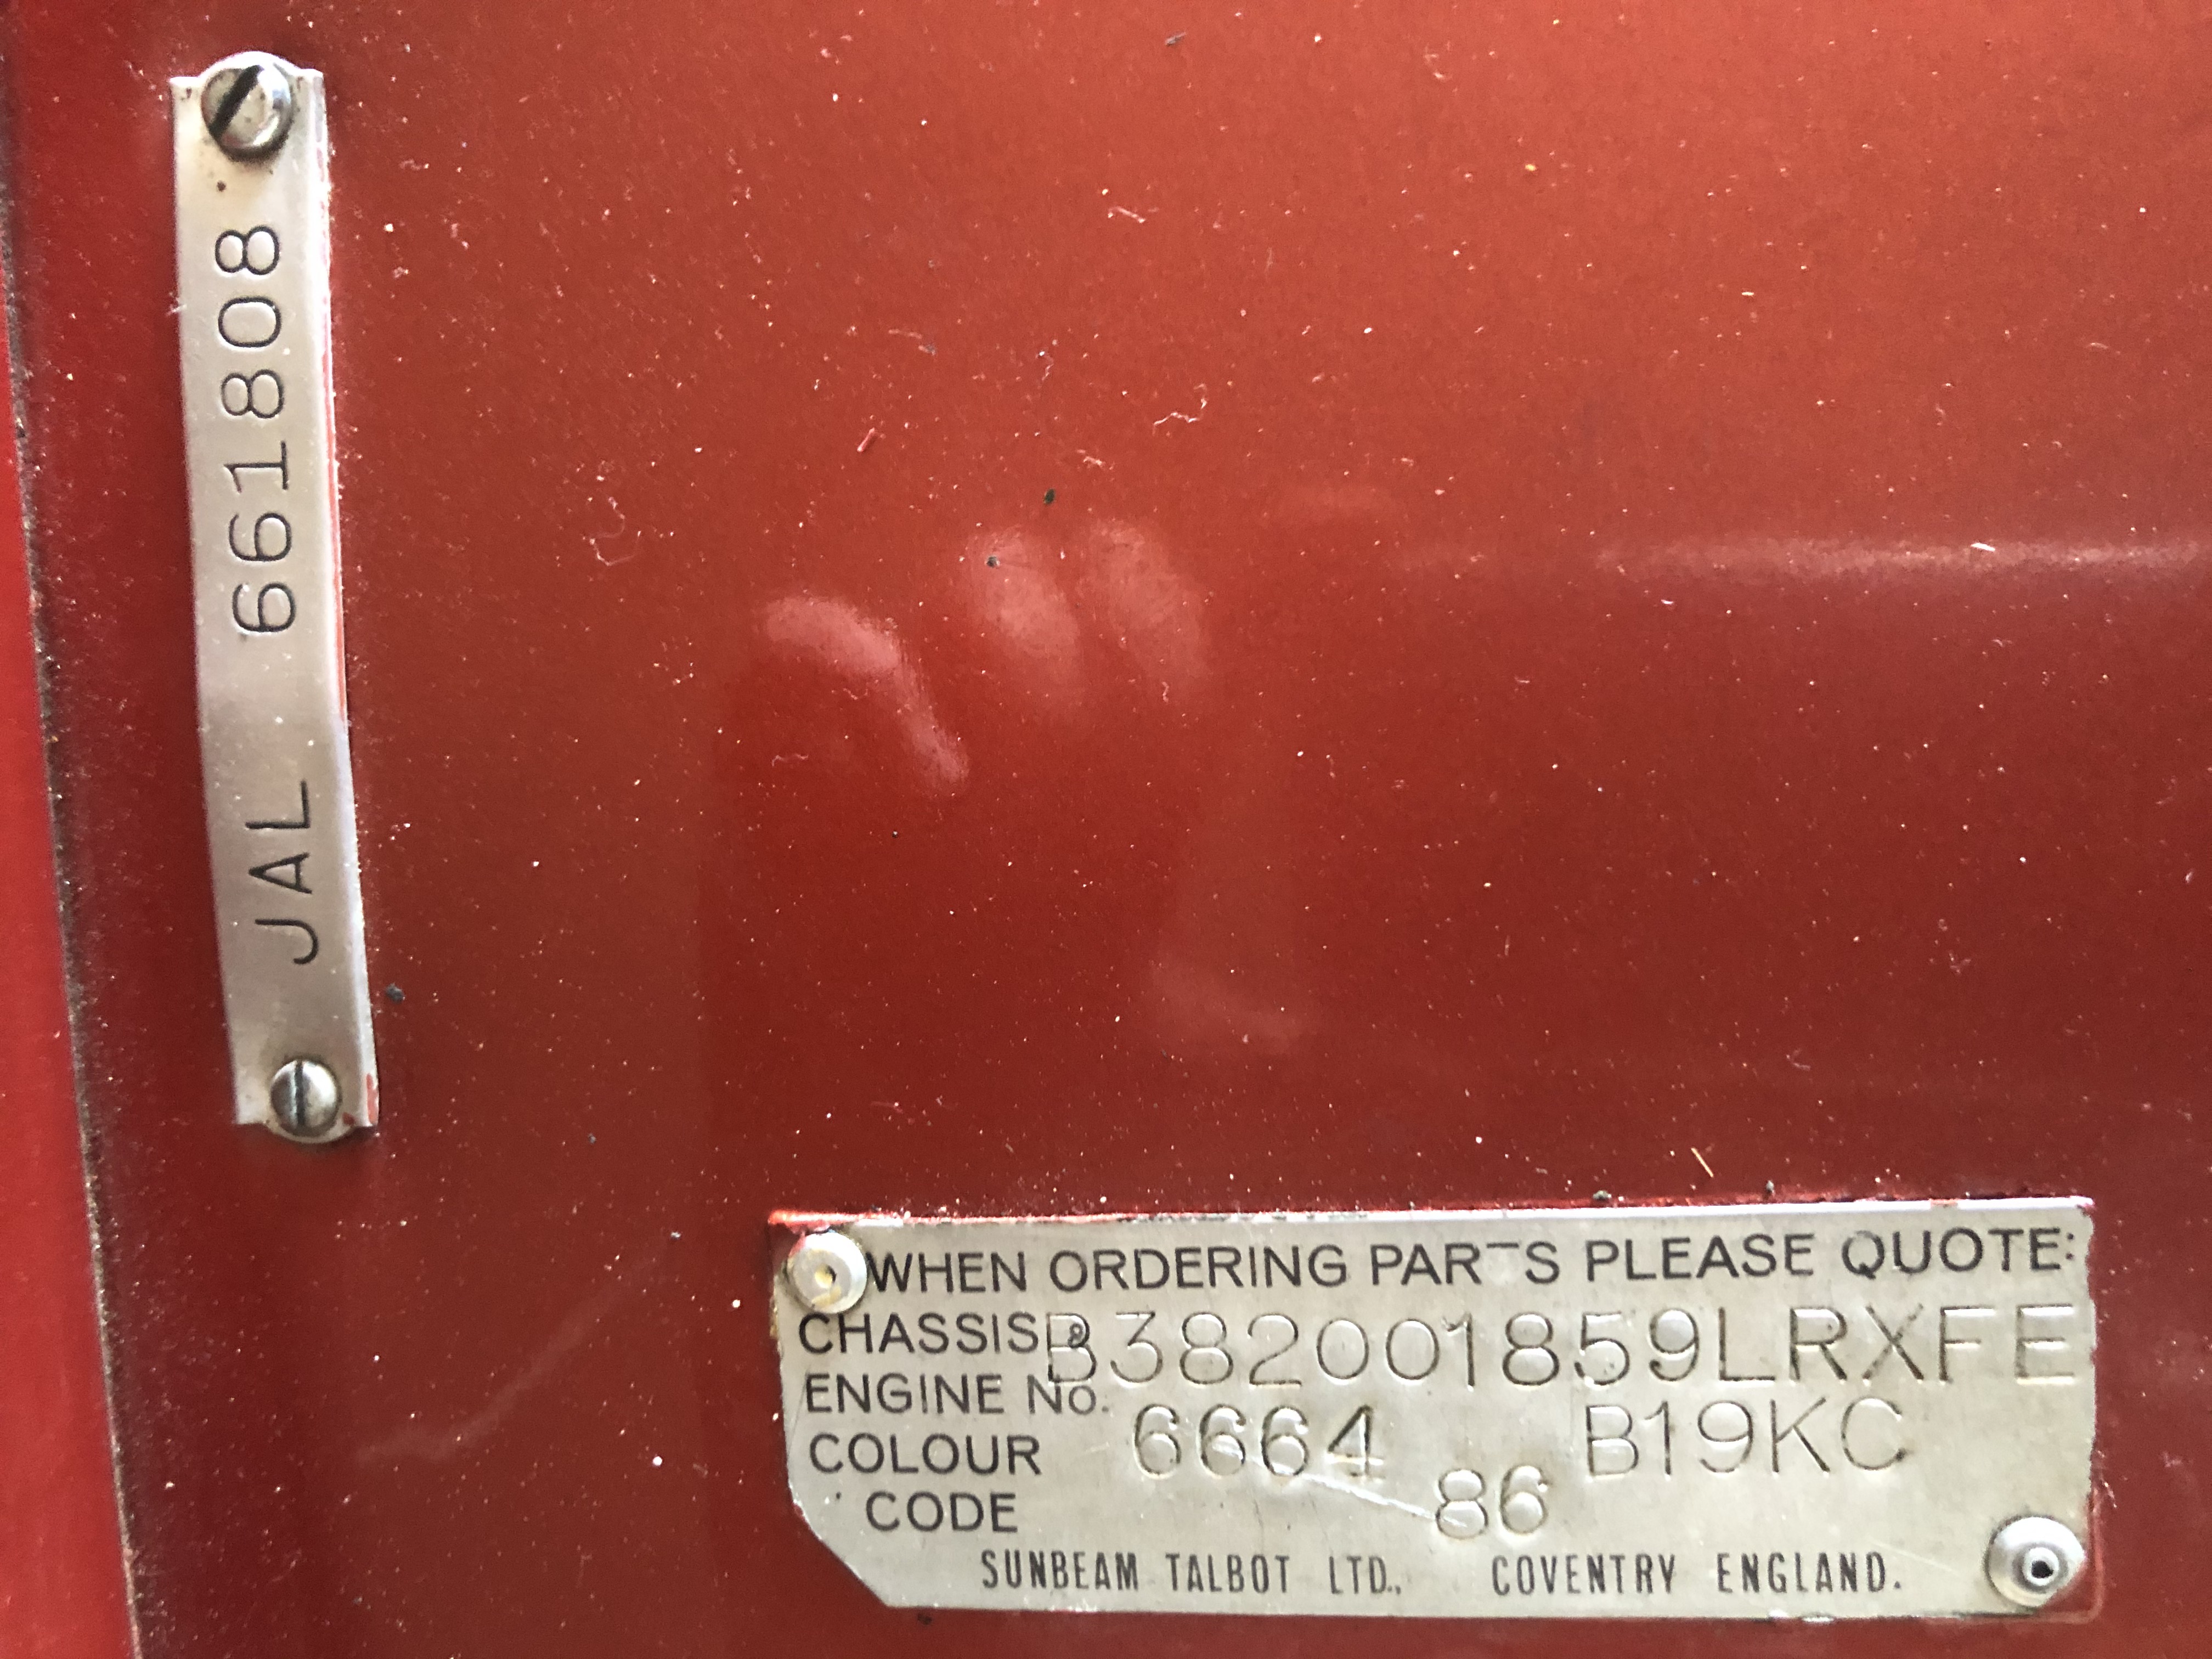 JAL 661808
WHEN ORDERING PARTS PLEASE QUOTE:
CHASSIS & B382001859LRXFE
ENGINE No.
COLOUR 6664 B19KC
CODE 86
SUNBEAM TALBOT LTD., COVENTRY ENGLAND.